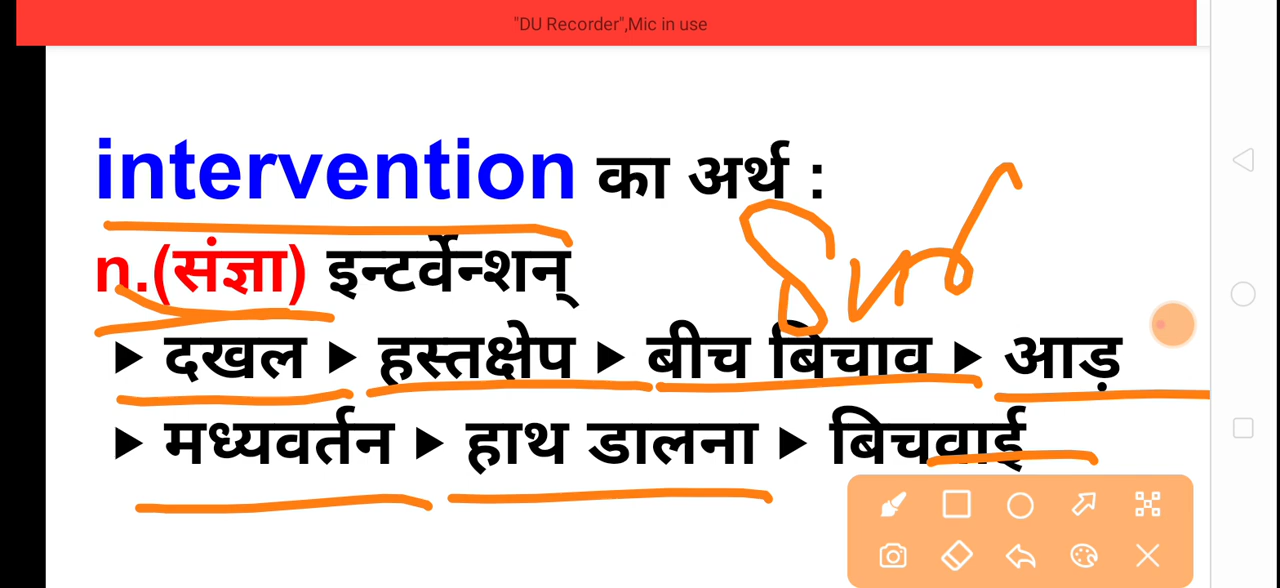 "DU Recorder",Mic in use
intervention का अर्थ :
n.(संज्ञा) इन्टर्वेन्शन्
▶ दखल ▶ हस्तक्षेप ▶ बीच बिचाव ▶ आड़
▶ मध्यवर्तन ▶ हाथ डालना ▶ बिचवाई